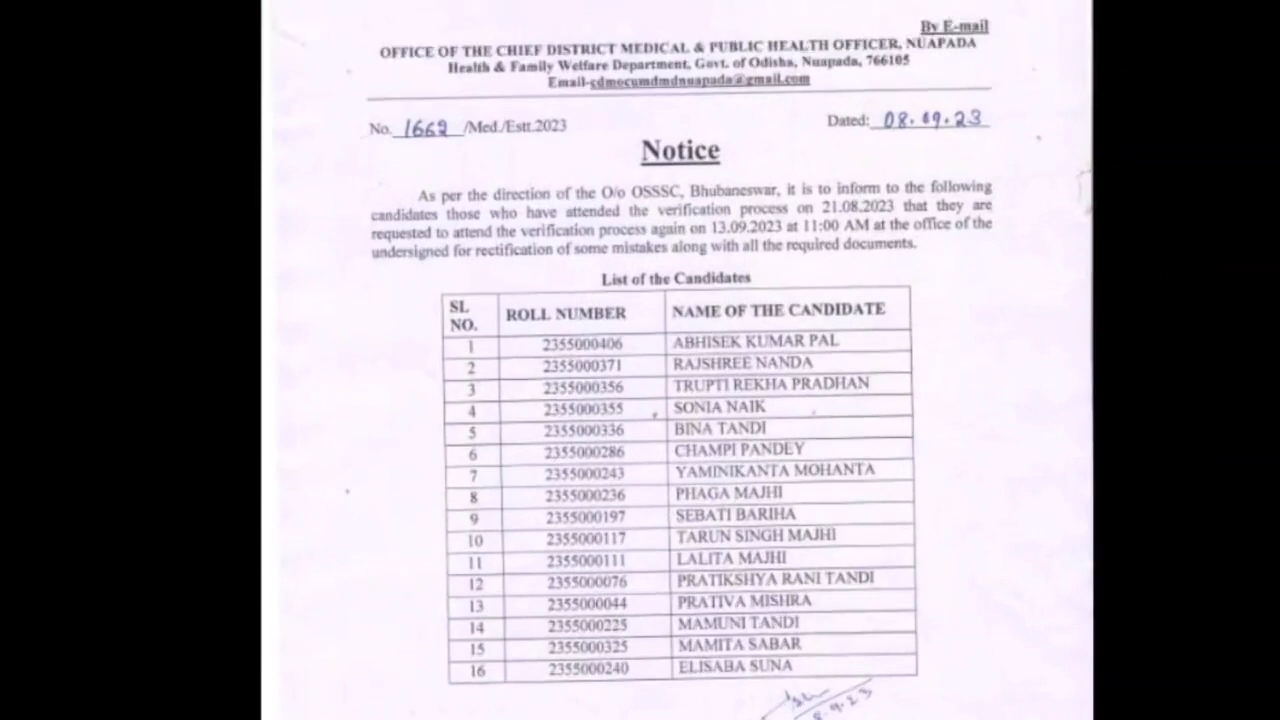 By E-mail
OFFICE OF THE CHIEF DISTRICT MEDICAL & PUBLIC HEALTH OFFICER, NUAPADA
Health & Family Welfare Department, Govt. of Odisha, Nuapada, 766105
Email-cdmocumdmdnuapada@gmail.com
No. 1662 /Med./Estt.2023 Dated: 08.09.23
Notice
As per the direction of the O/o OSSSC, Bhubaneswar, it is to inform to the following
candidates those who have attended the verification process on 21.08.2023 that they are
requested to attend the verification process again on 13.09.2023 at 11:00 AM at the office of the
undersigned for rectification of some mistakes along with all the required documents.
List of the Candidates
SL NO. ROLL NUMBER NAME OF THE CANDIDATE
1 2355000406 ABHISEK KUMAR PAL
2 2355000371 RAJSHREE NANDA
3 2355000356 TRUPTI REKHA PRADHAN
4 2355000355 SONIA NAIK
5 2355000336 BINA TANDI
6 2355000286 CHAMPI PANDEY
7 2355000243 YAMINIKANTA MOHANTA
8 2355000236 PHAGA MAJHI
9 2355000197 SEBATI BARIHA
10 2355000117 TARUN SINGH MAJHI
11 2355000111 LALITA MAJHI
12 2355000076 PRATIKSHYA RANI TANDI
13 2355000044 PRATIVA MISHRA
14 2355000225 MAMUNI TANDI
15 2355000325 MAMITA SABAR
16 2355000240 ELISABA SUNA
8.9.23